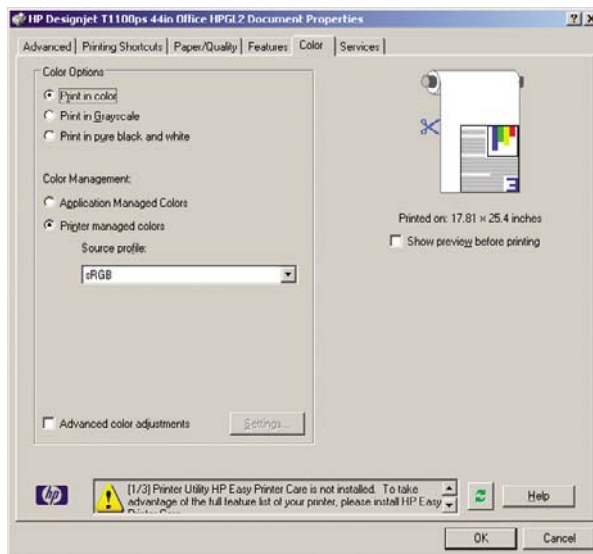 HP Designjet T1100ps 44in Office HPGL2 Document Properties
Advanced Printing Shortcuts Paper/Quality Features Color Services
Color Options
Print in color
Print in Grayscale
Print in pure black and white
Color Management:
Application Managed Colors
Printer managed colors
Source profile:
sRGB
Advanced color adjustments
Settings...
Printed on: 17.81 × 25.4 inches
Show preview before printing
hp
[1/3] Printer Utility HP Easy Printer Care is not installed. To take
advantage of the full feature list of your printer, please install HP Easy
Printer Care
Help
OK
Cancel